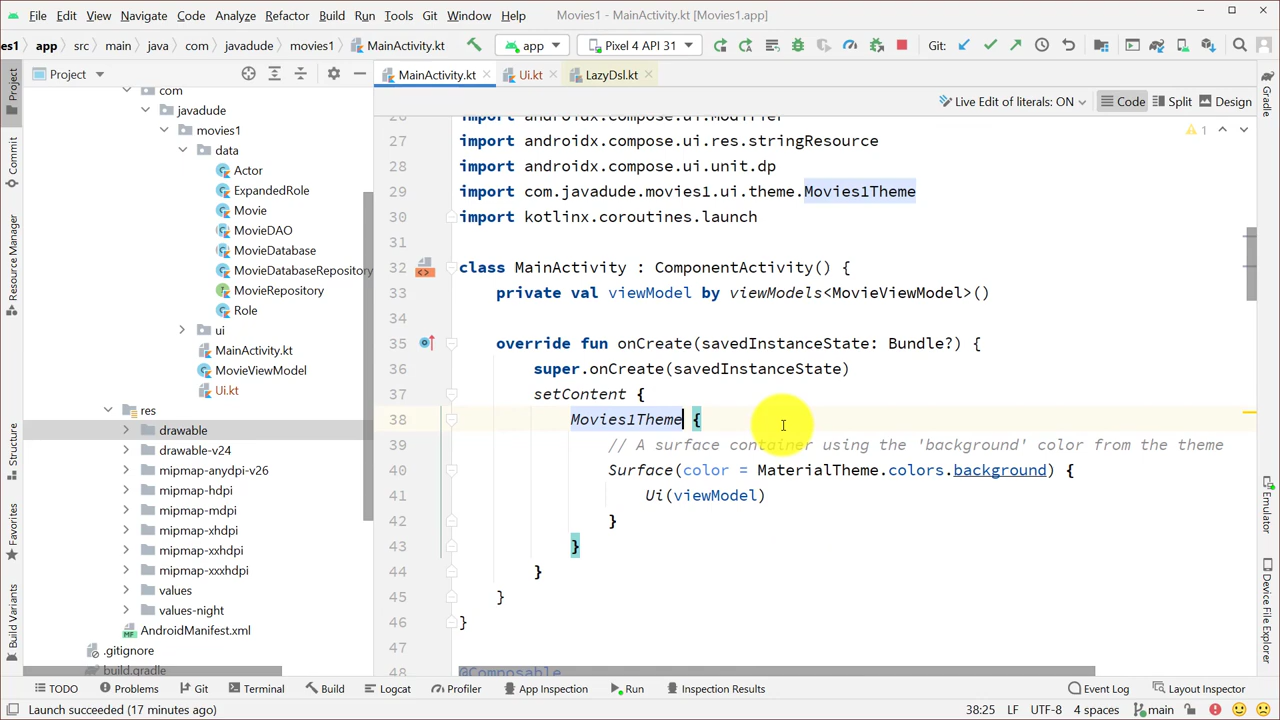 File Edit View Navigate Code Analyze Refactor Build Run Tools Git Window Help Movies1 - MainActivity.kt [Movies1.app]
es1 app src main java com javadude movies1 MainActivity.kt app Pixel 4 API 31 Git:
Project MainActivity.kt Ui.kt LazyDsl.kt
Live Edit of literals: ON Code Split Design
1
Project
Commit
Resource Manager
Structure
Favorites
Build Variants
com
javadude
movies1
data
Actor
ExpandedRole
Movie
MovieDAO
MovieDatabase
MovieDatabaseRepository
MovieRepository
Role
ui
MainActivity.kt
MovieViewModel
Ui.kt
res
drawable
drawable-v24
mipmap-anydpi-v26
mipmap-hdpi
mipmap-mdpi
mipmap-xhdpi
mipmap-xxhdpi
mipmap-xxxhdpi
values
values-night
AndroidManifest.xml
.gitignore
build.gradle
26 import androidx.compose.ui.Modifier
27 import androidx.compose.ui.res.stringResource
28 import androidx.compose.ui.unit.dp
29 import com.javadude.movies1.ui.theme.Movies1Theme
30 import kotlinx.coroutines.launch
31
32 class MainActivity : ComponentActivity() {
33 private val viewModel by viewModels<MovieViewModel>()
34
35 override fun onCreate(savedInstanceState: Bundle?) {
36 super.onCreate(savedInstanceState)
37 setContent {
38 Movies1Theme {
39 // A surface container using the 'background' color from the theme
40 Surface(color = MaterialTheme.colors.background) {
41 Ui(viewModel)
42 }
43 }
44 }
45 }
46 }
47
48 @Composable
Gradle
Emulator
Device File Explorer
TODO Problems Git Terminal Build Logcat Profiler App Inspection Run Inspection Results Event Log Layout Inspector
Launch succeeded (17 minutes ago) 38:25 LF UTF-8 4 spaces main